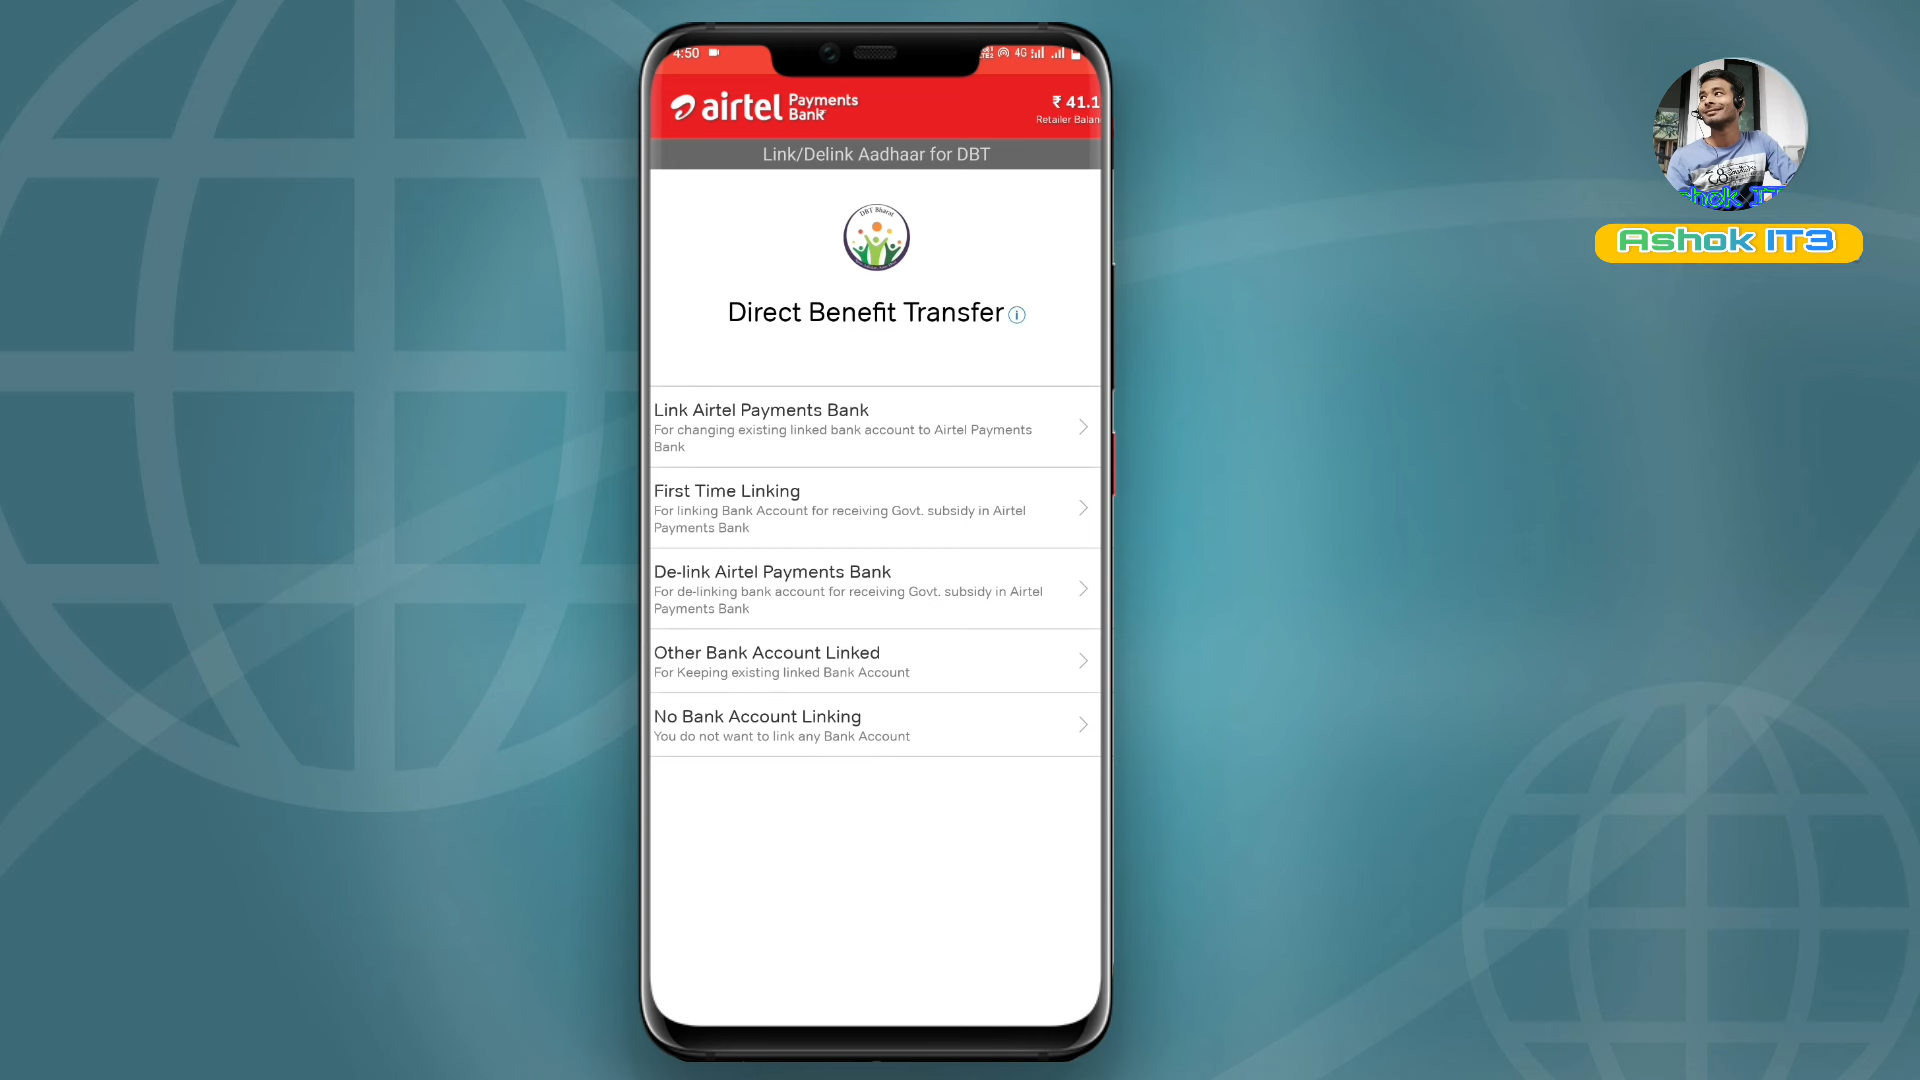 4:50
4G
airtel Payments Bank
₹ 41.1
Retailer Balan
Link/Delink Aadhaar for DBT
DBT Bharat
Direct Benefit Transfer
Link Airtel Payments Bank
For changing existing linked bank account to Airtel Payments
Bank
First Time Linking
For linking Bank Account for receiving Govt. subsidy in Airtel
Payments Bank
De-link Airtel Payments Bank
For de-linking bank account for receiving Govt. subsidy in Airtel
Payments Bank
Other Bank Account Linked
For Keeping existing linked Bank Account
No Bank Account Linking
You do not want to link any Bank Account
shok IT
Ashok IT3